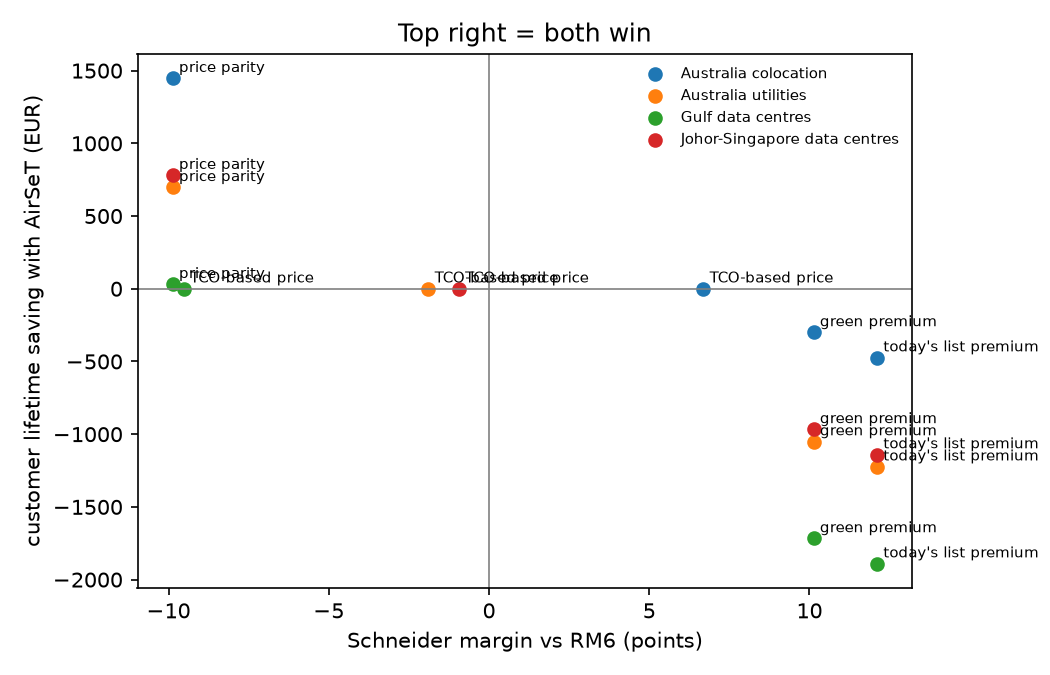 Top right = both win
customer lifetime saving with AirSeT (EUR)
1500
1000
500
0
−500
−1000
−1500
−2000
price parity
Australia colocation
Australia utilities
Gulf data centres
Johor-Singapore data centres
price parity
price parity
price parity
TCO-based price
TCO-based price
TCO-based price
TCO-based price
green premium
today's list premium
green premium
green premium
today's list premium
today's list premium
green premium
today's list premium
−10
−5
0
5
10
Schneider margin vs RM6 (points)